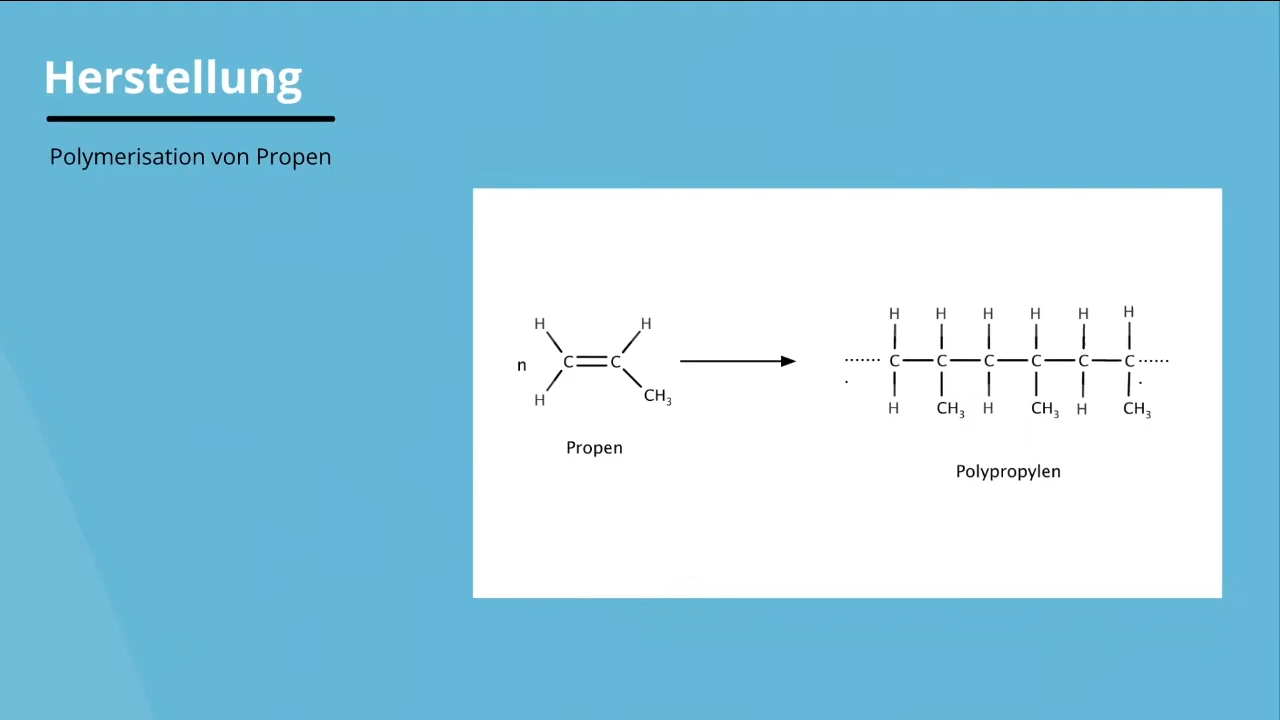 Herstellung
Polymerisation von Propen
H H H H H H
H H
n C C C C C C C C
H CH3 H CH3 H CH3 H CH3
Propen
Polypropylen